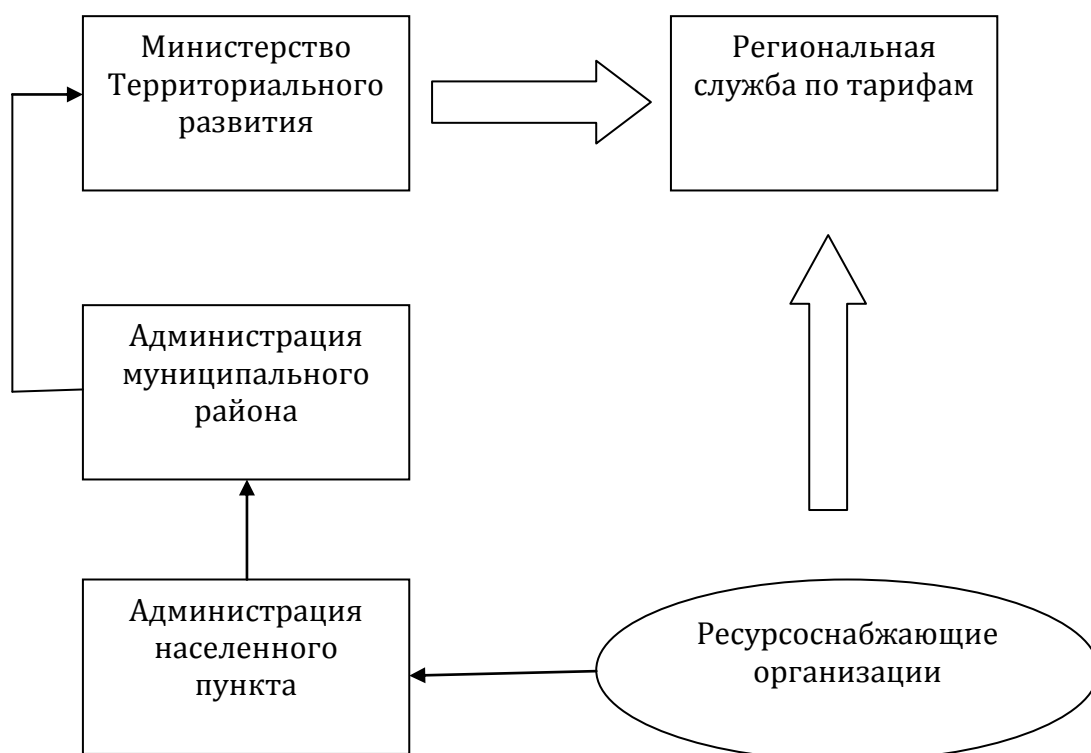 Министерство
Территориального
развития
Региональная
служба по тарифам
Администрация
муниципального
района
Администрация
населенного
пункта
Ресурсоснабжающие
организации